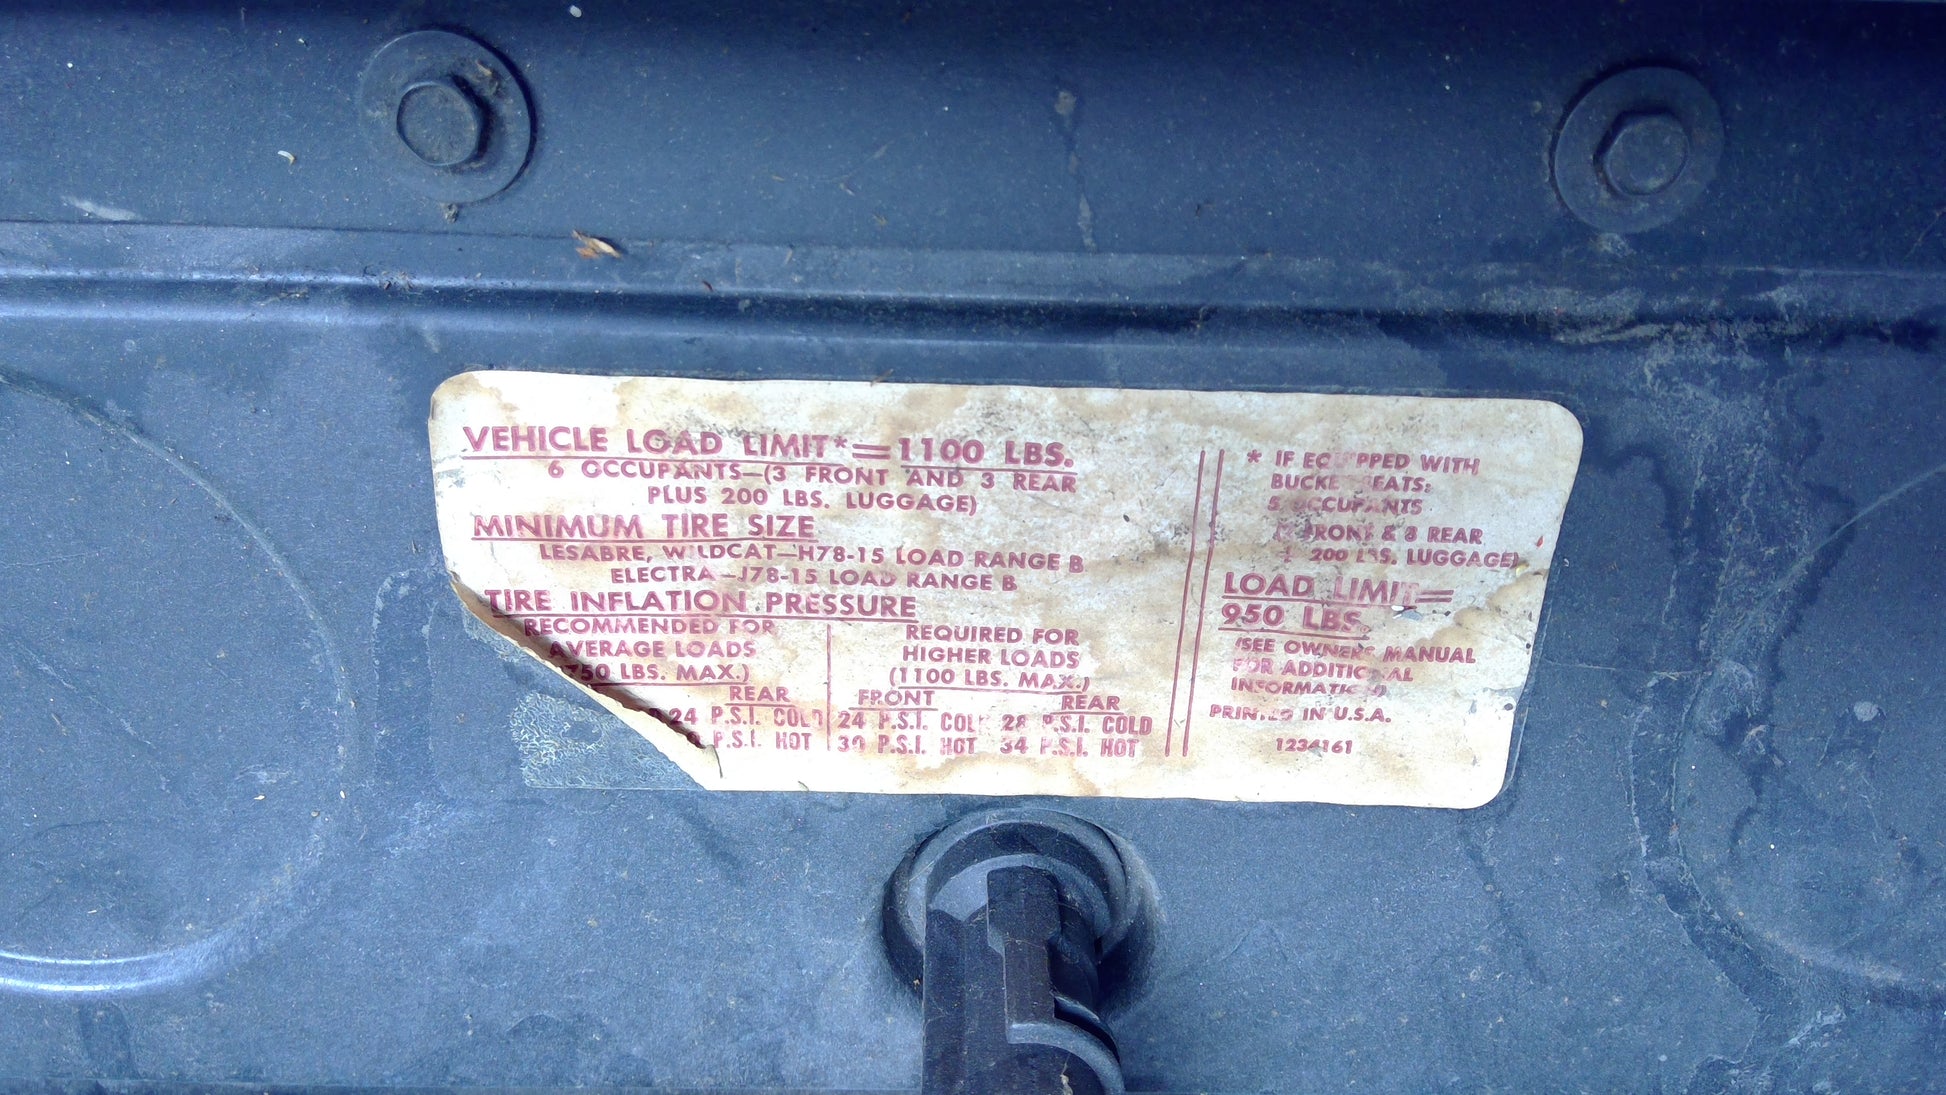 VEHICLE LOAD LIMIT*=1100 LBS.
6 OCCUPANTS-(3 FRONT AND 3 REAR
PLUS 200 LBS. LUGGAGE)
MINIMUM TIRE SIZE
LESABRE, WILDCAT-H78-15 LOAD RANGE B
ELECTRA-J78-15 LOAD RANGE B
TIRE INFLATION PRESSURE
RECOMMENDED FOR
AVERAGE LOADS
750 LBS. MAX.)
REAR
24 P.S.I. COLD
P.S.I. HOT
REQUIRED FOR
HIGHER LOADS
(1100 LBS. MAX.)
FRONT REAR
24 P.S.I. COLD 28 P.S.I. COLD
30 P.S.I. HOT 34 P.S.I. HOT
* IF EQUIPPED WITH
BUCKET SEATS:
5 OCCUPANTS
FRONT & 3 REAR
200 LBS. LUGGAGE)
LOAD LIMIT=
950 LBS.
SEE OWNERS MANUAL
FOR ADDITIONAL
INFORMATION
PRINTED IN U.S.A.
1234161